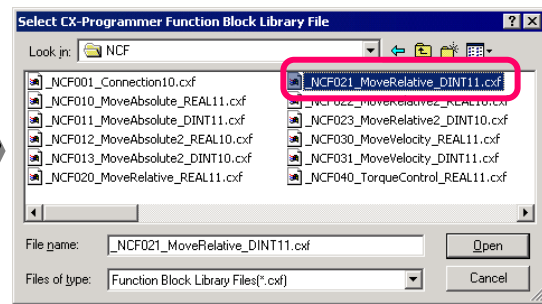 Select CX-Programmer Function Block Library File
Look in: NCF
_NCF001_Connection10.cxf
_NCF010_MoveAbsolute_REAL11.cxf
_NCF011_MoveAbsolute_DINT11.cxf
_NCF012_MoveAbsolute2_REAL10.cxf
_NCF013_MoveAbsolute2_DINT10.cxf
_NCF020_MoveRelative_REAL11.cxf
_NCF021_MoveRelative_DINT11.cxf
_NCF022_MoveRelative2_REAL10.cxf
_NCF023_MoveRelative2_DINT10.cxf
_NCF030_MoveVelocity_REAL11.cxf
_NCF031_MoveVelocity_DINT11.cxf
_NCF040_TorqueControl_REAL11.cxf
File name: _NCF021_MoveRelative_DINT11.cxf Open
Files of type: Function Block Library Files(*.cxf) Cancel